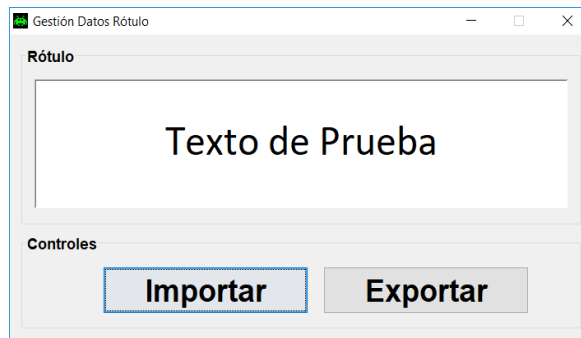 Gestión Datos Rótulo
Rótulo
Texto de Prueba
Controles
Importar Exportar